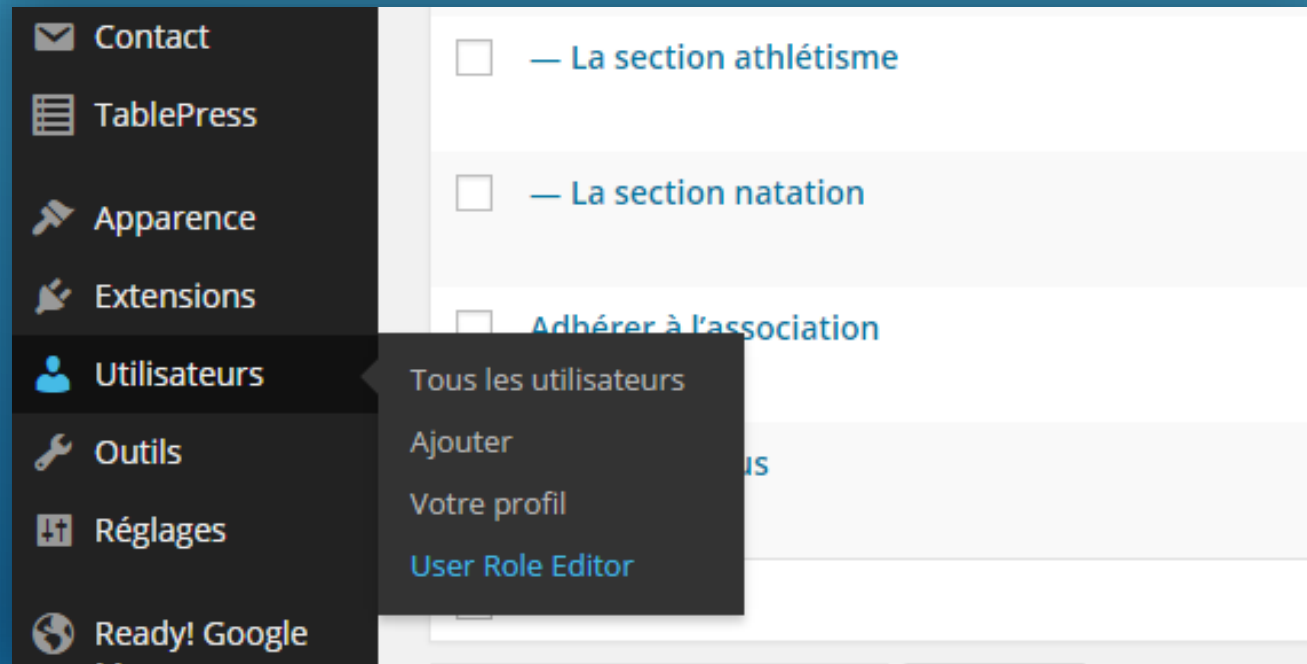 Contact
TablePress
Apparence
Extensions
Utilisateurs
Outils
Réglages
Ready! Google
Tous les utilisateurs
Ajouter
Votre profil
User Role Editor
— La section athlétisme
— La section natation
Adhérer à l’association
us